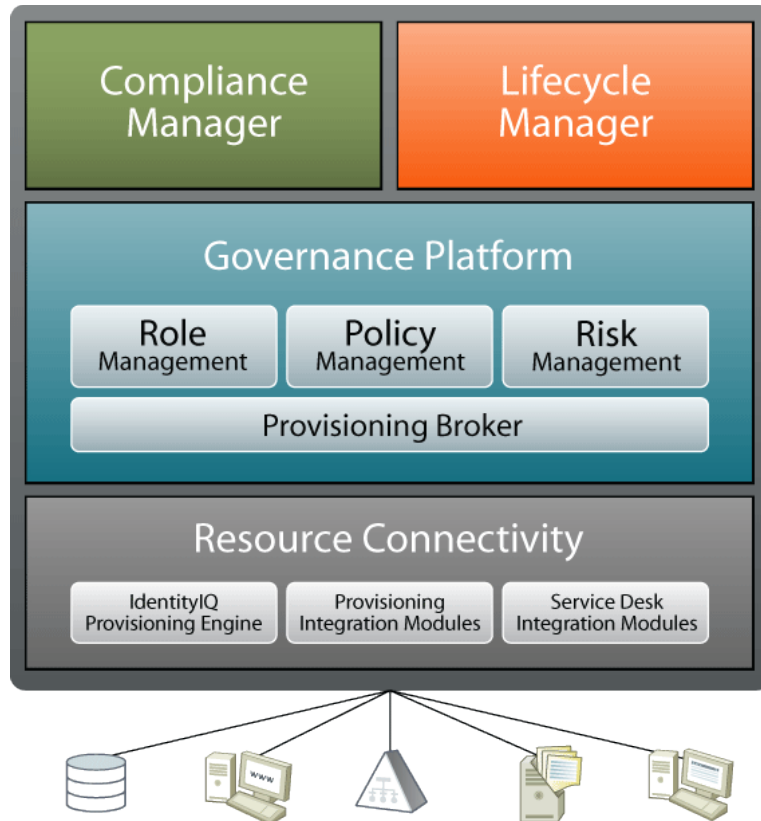 Compliance
Manager
Lifecycle
Manager
Governance Platform
Role
Management
Policy
Management
Risk
Management
Provisioning Broker
Resource Connectivity
IdentityIQ
Provisioning Engine
Provisioning
Integration Modules
Service Desk
Integration Modules
www